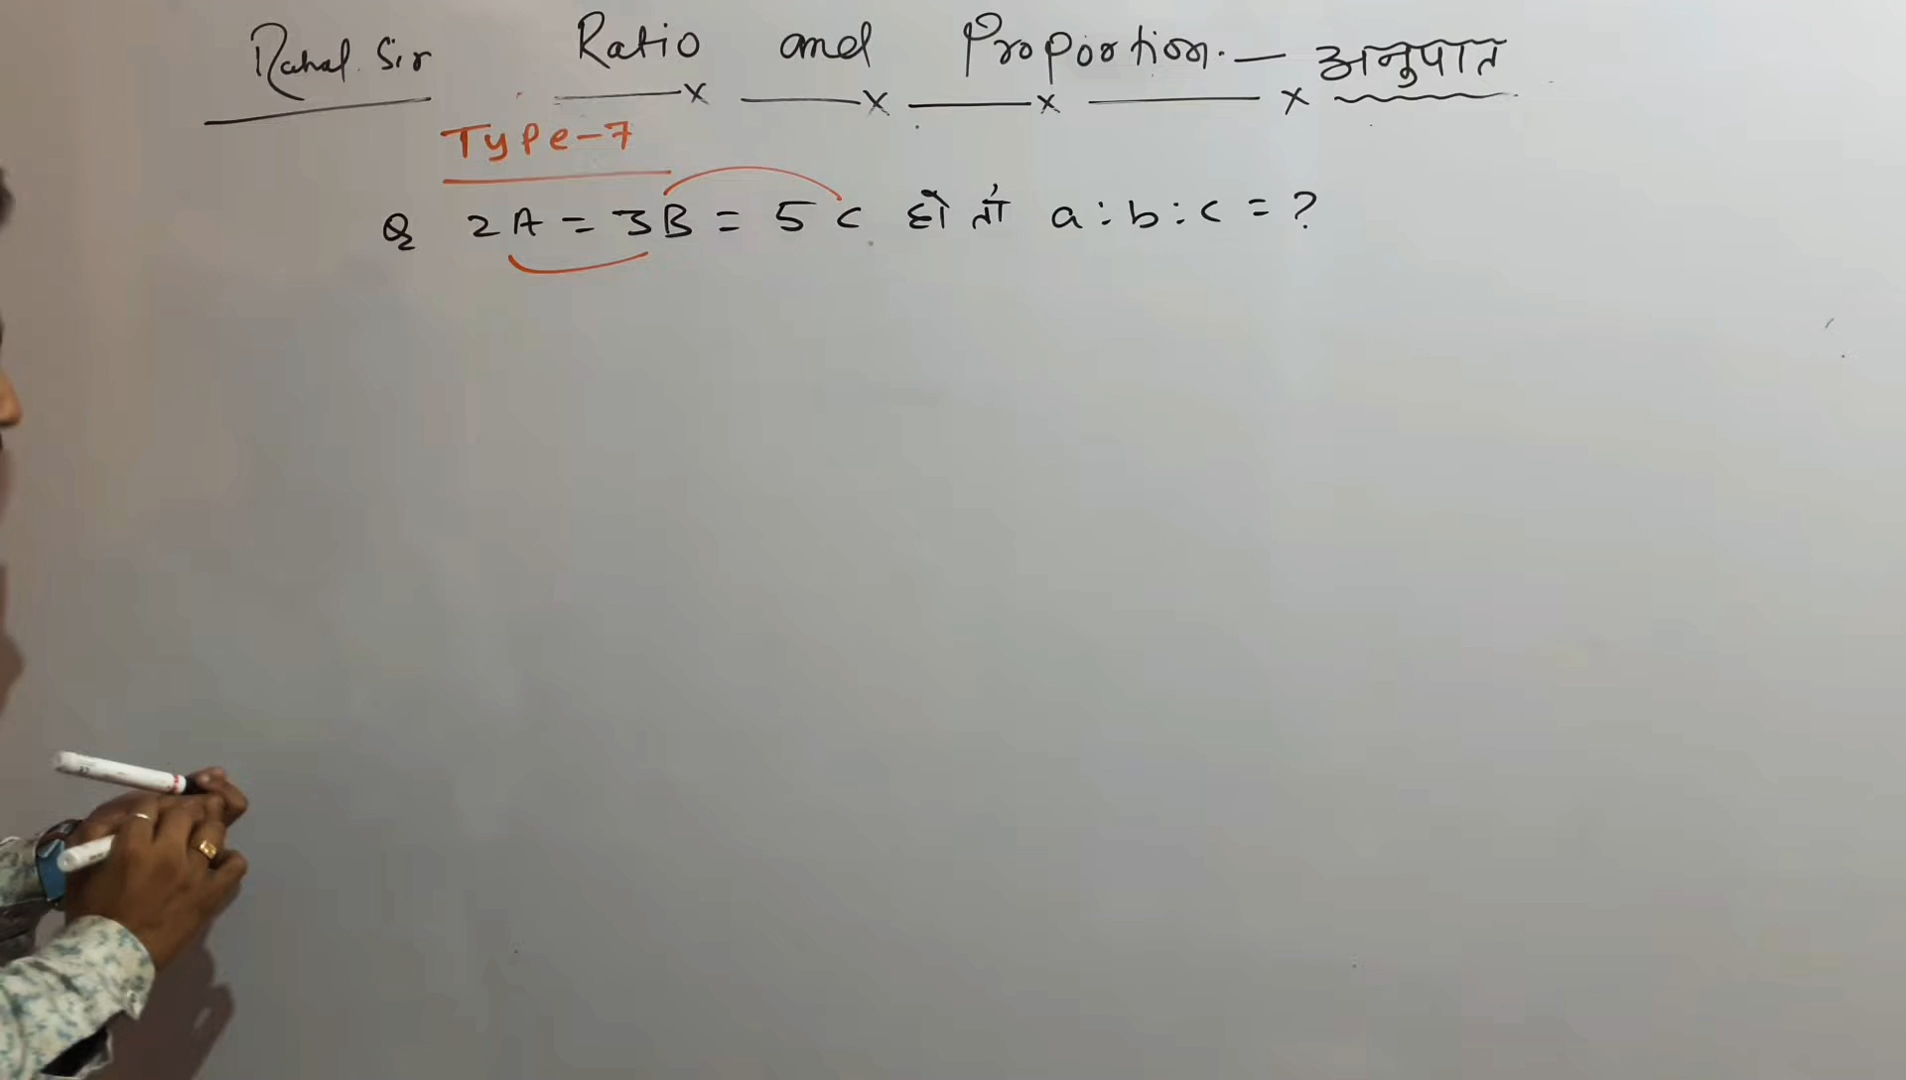 Rahul Sir Ratio and Proportion. — अनुपात
Type-7
Q 2A = 3B = 5C हो तो a : b : c = ?